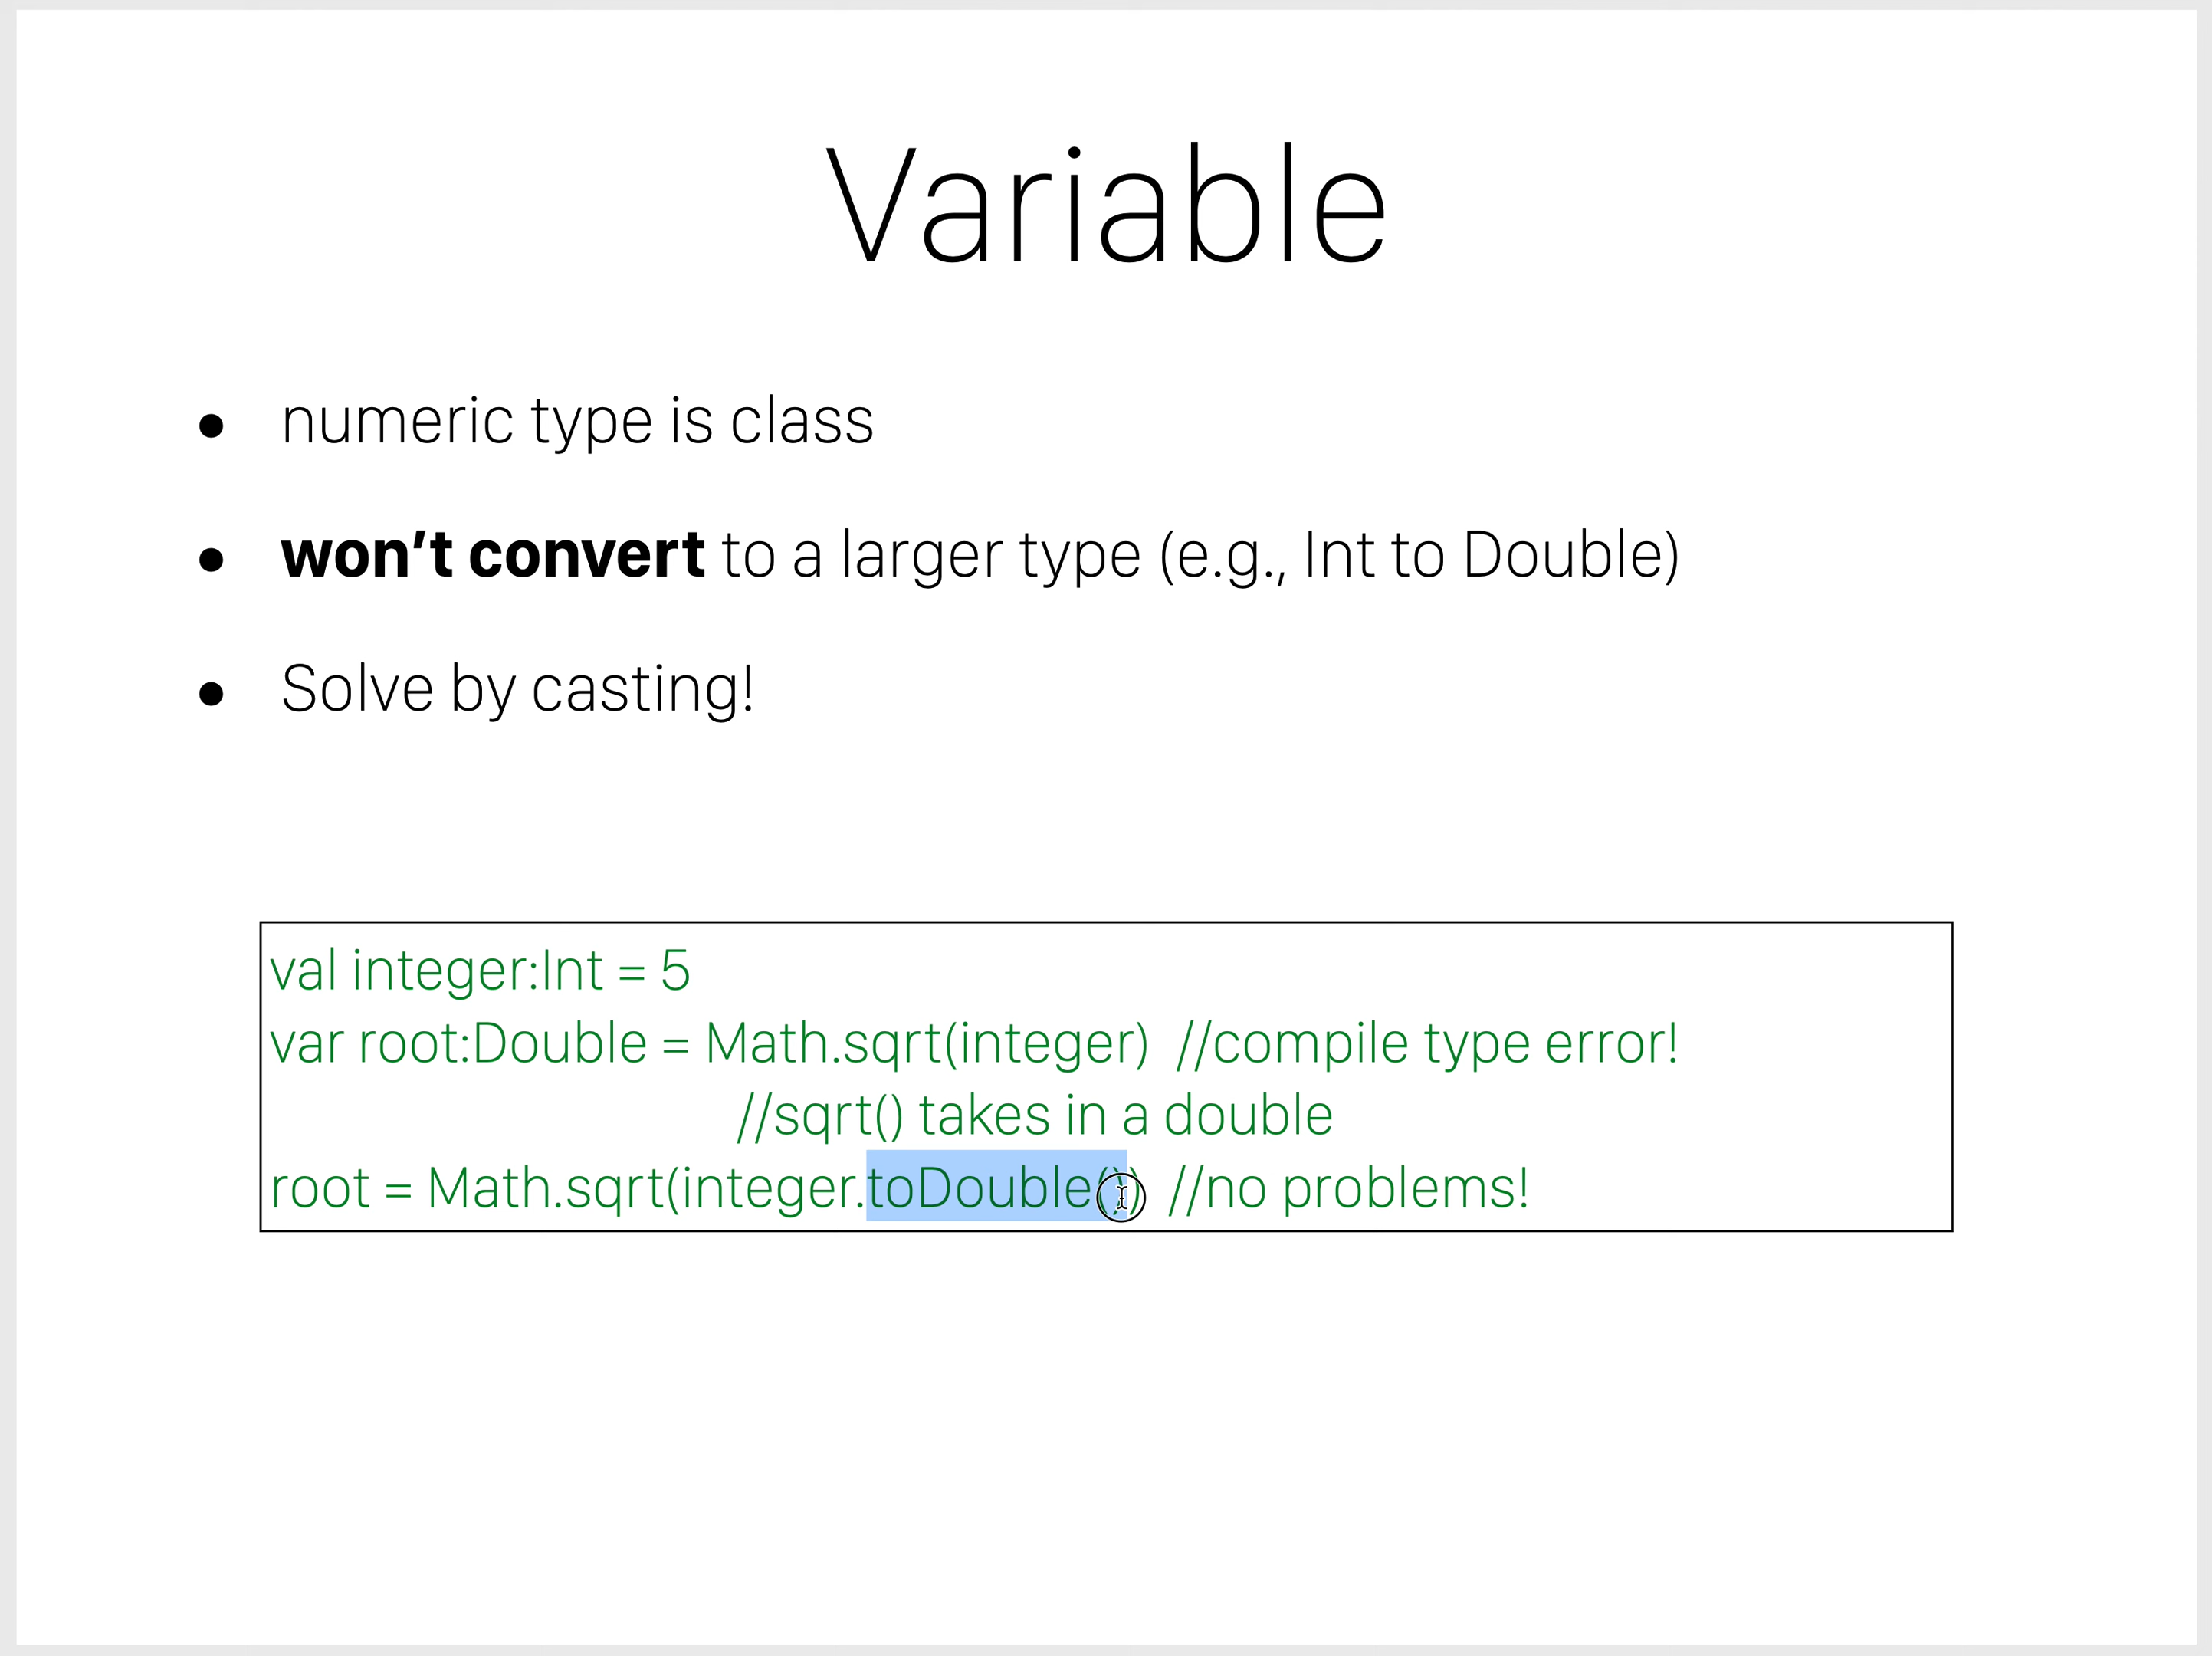 Variable
numeric type is class
won't convert to a larger type (e.g., Int to Double)
Solve by casting!
val integer:Int = 5
var root:Double = Math.sqrt(integer) //compile type error!
//sqrt() takes in a double
root = Math.sqrt(integer.toDouble()) //no problems!